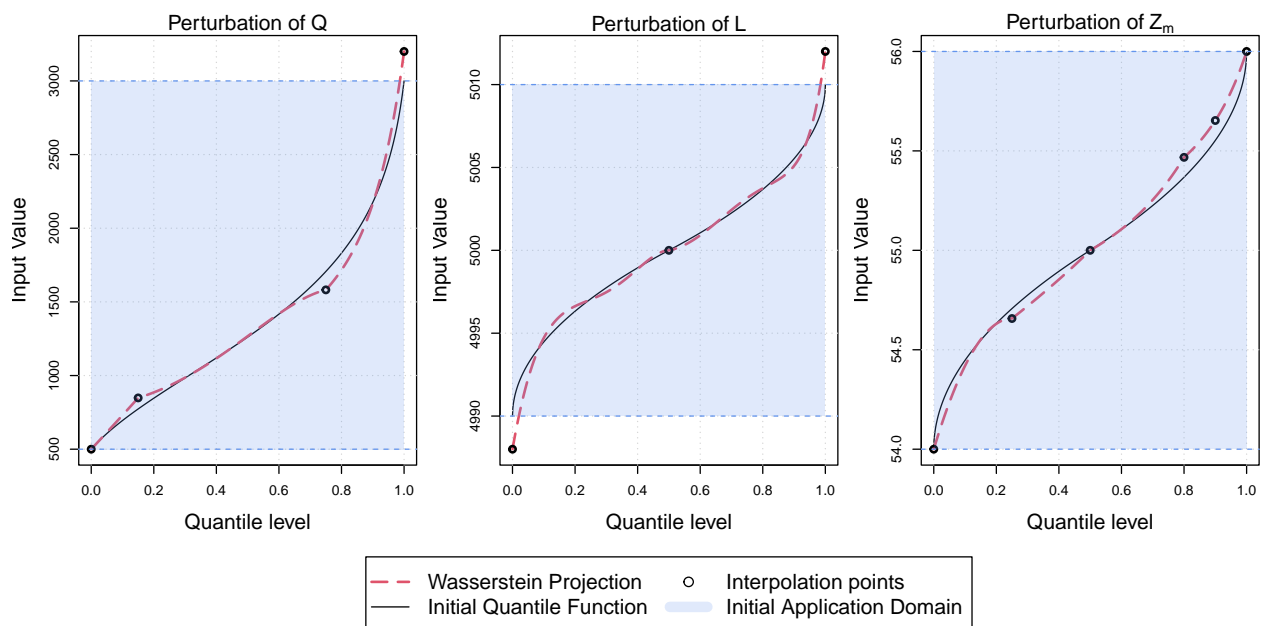 Perturbation of Q
Input Value
3000
2500
2000
1500
1000
500
0.0 0.2 0.4 0.6 0.8 1.0
Quantile level
Perturbation of L
Input Value
5010
5005
5000
4995
4990
0.0 0.2 0.4 0.6 0.8 1.0
Quantile level
Perturbation of Zₘ
Input Value
56.0
55.5
55.0
54.5
54.0
0.0 0.2 0.4 0.6 0.8 1.0
Quantile level
Wasserstein Projection
Initial Quantile Function
Interpolation points
Initial Application Domain